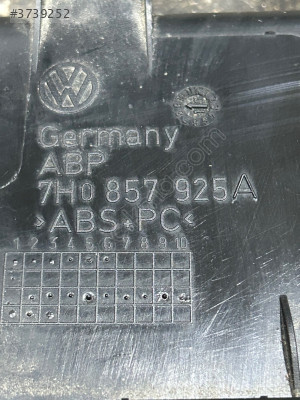 #3739252
Germany
ABP
7H0 857 925A
>ABS+PC<
1 2 3 4 5 6 7 8 9 10